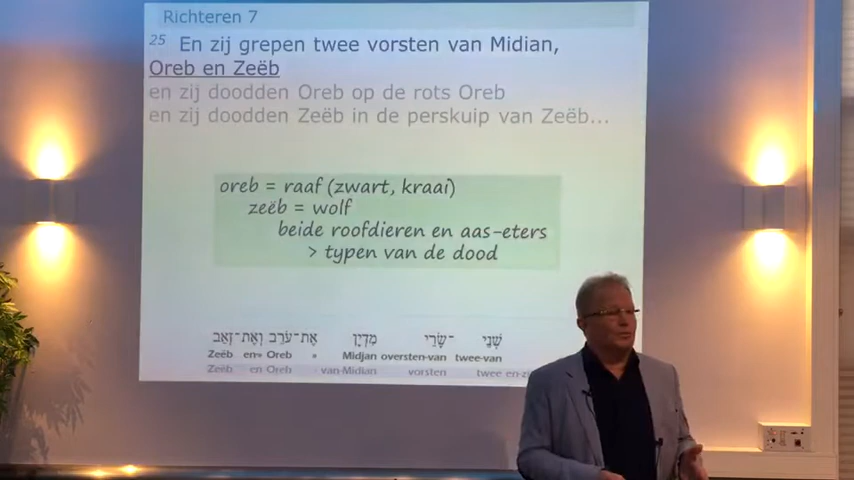 Richteren 7
25 En zij grepen twee vorsten van Midian,
Oreb en Zeëb
en zij doodden Oreb op de rots Oreb
en zij doodden Zeëb in de perskuip van Zeëb...
oreb = raaf (zwart, kraai)
zeëb = wolf
beide roofdieren en aas-eters
> typen van de dood
שְׁנֵי ־שָׂרֵי מִדְיָן אֶת־עֹרֵב וְאֶת־זְאֵב
Zeëb en» Oreb » Midjan oversten-van twee-van
Zeëb en Oreb van-Midian vorsten twee